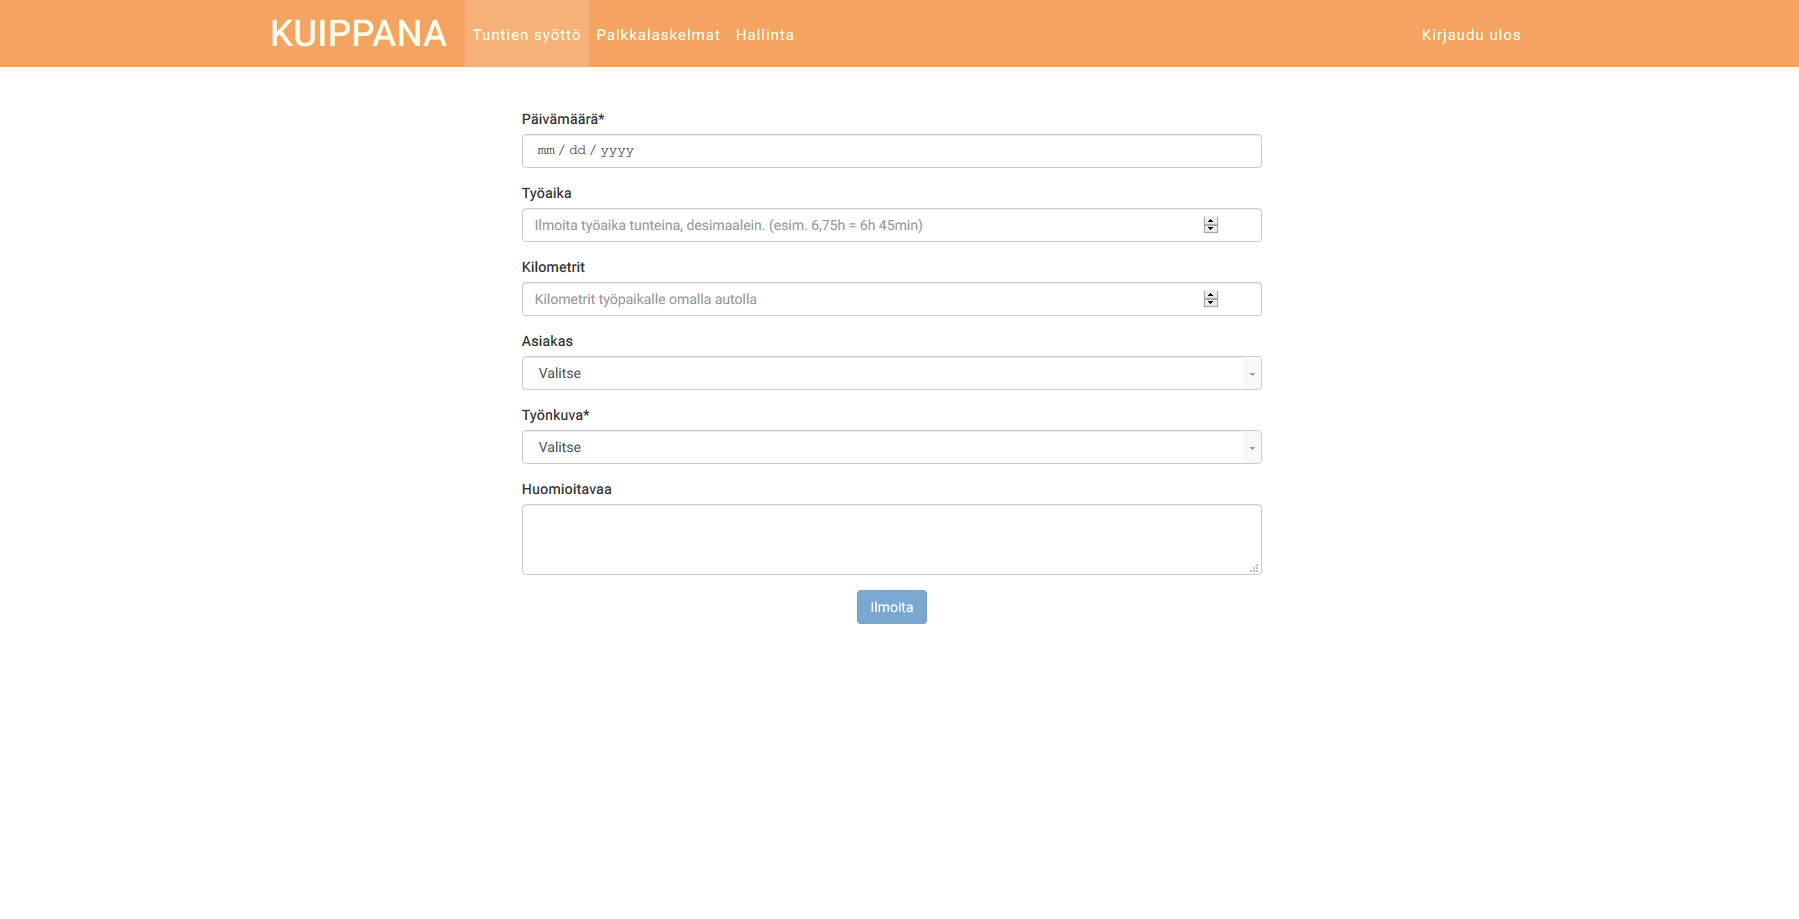 KUIPPANA Tuntien syöttö Palkkalaskelmat Hallinta Kirjaudu ulos
Päivämäärä*
mm / dd / yyyy
Työaika
Ilmoita työaika tunteina, desimaalein. (esim. 6,75h = 6h 45min)
Kilometrit
Kilometrit työpaikalle omalla autolla
Asiakas
Valitse
Työnkuva*
Valitse
Huomioitavaa
Ilmoita